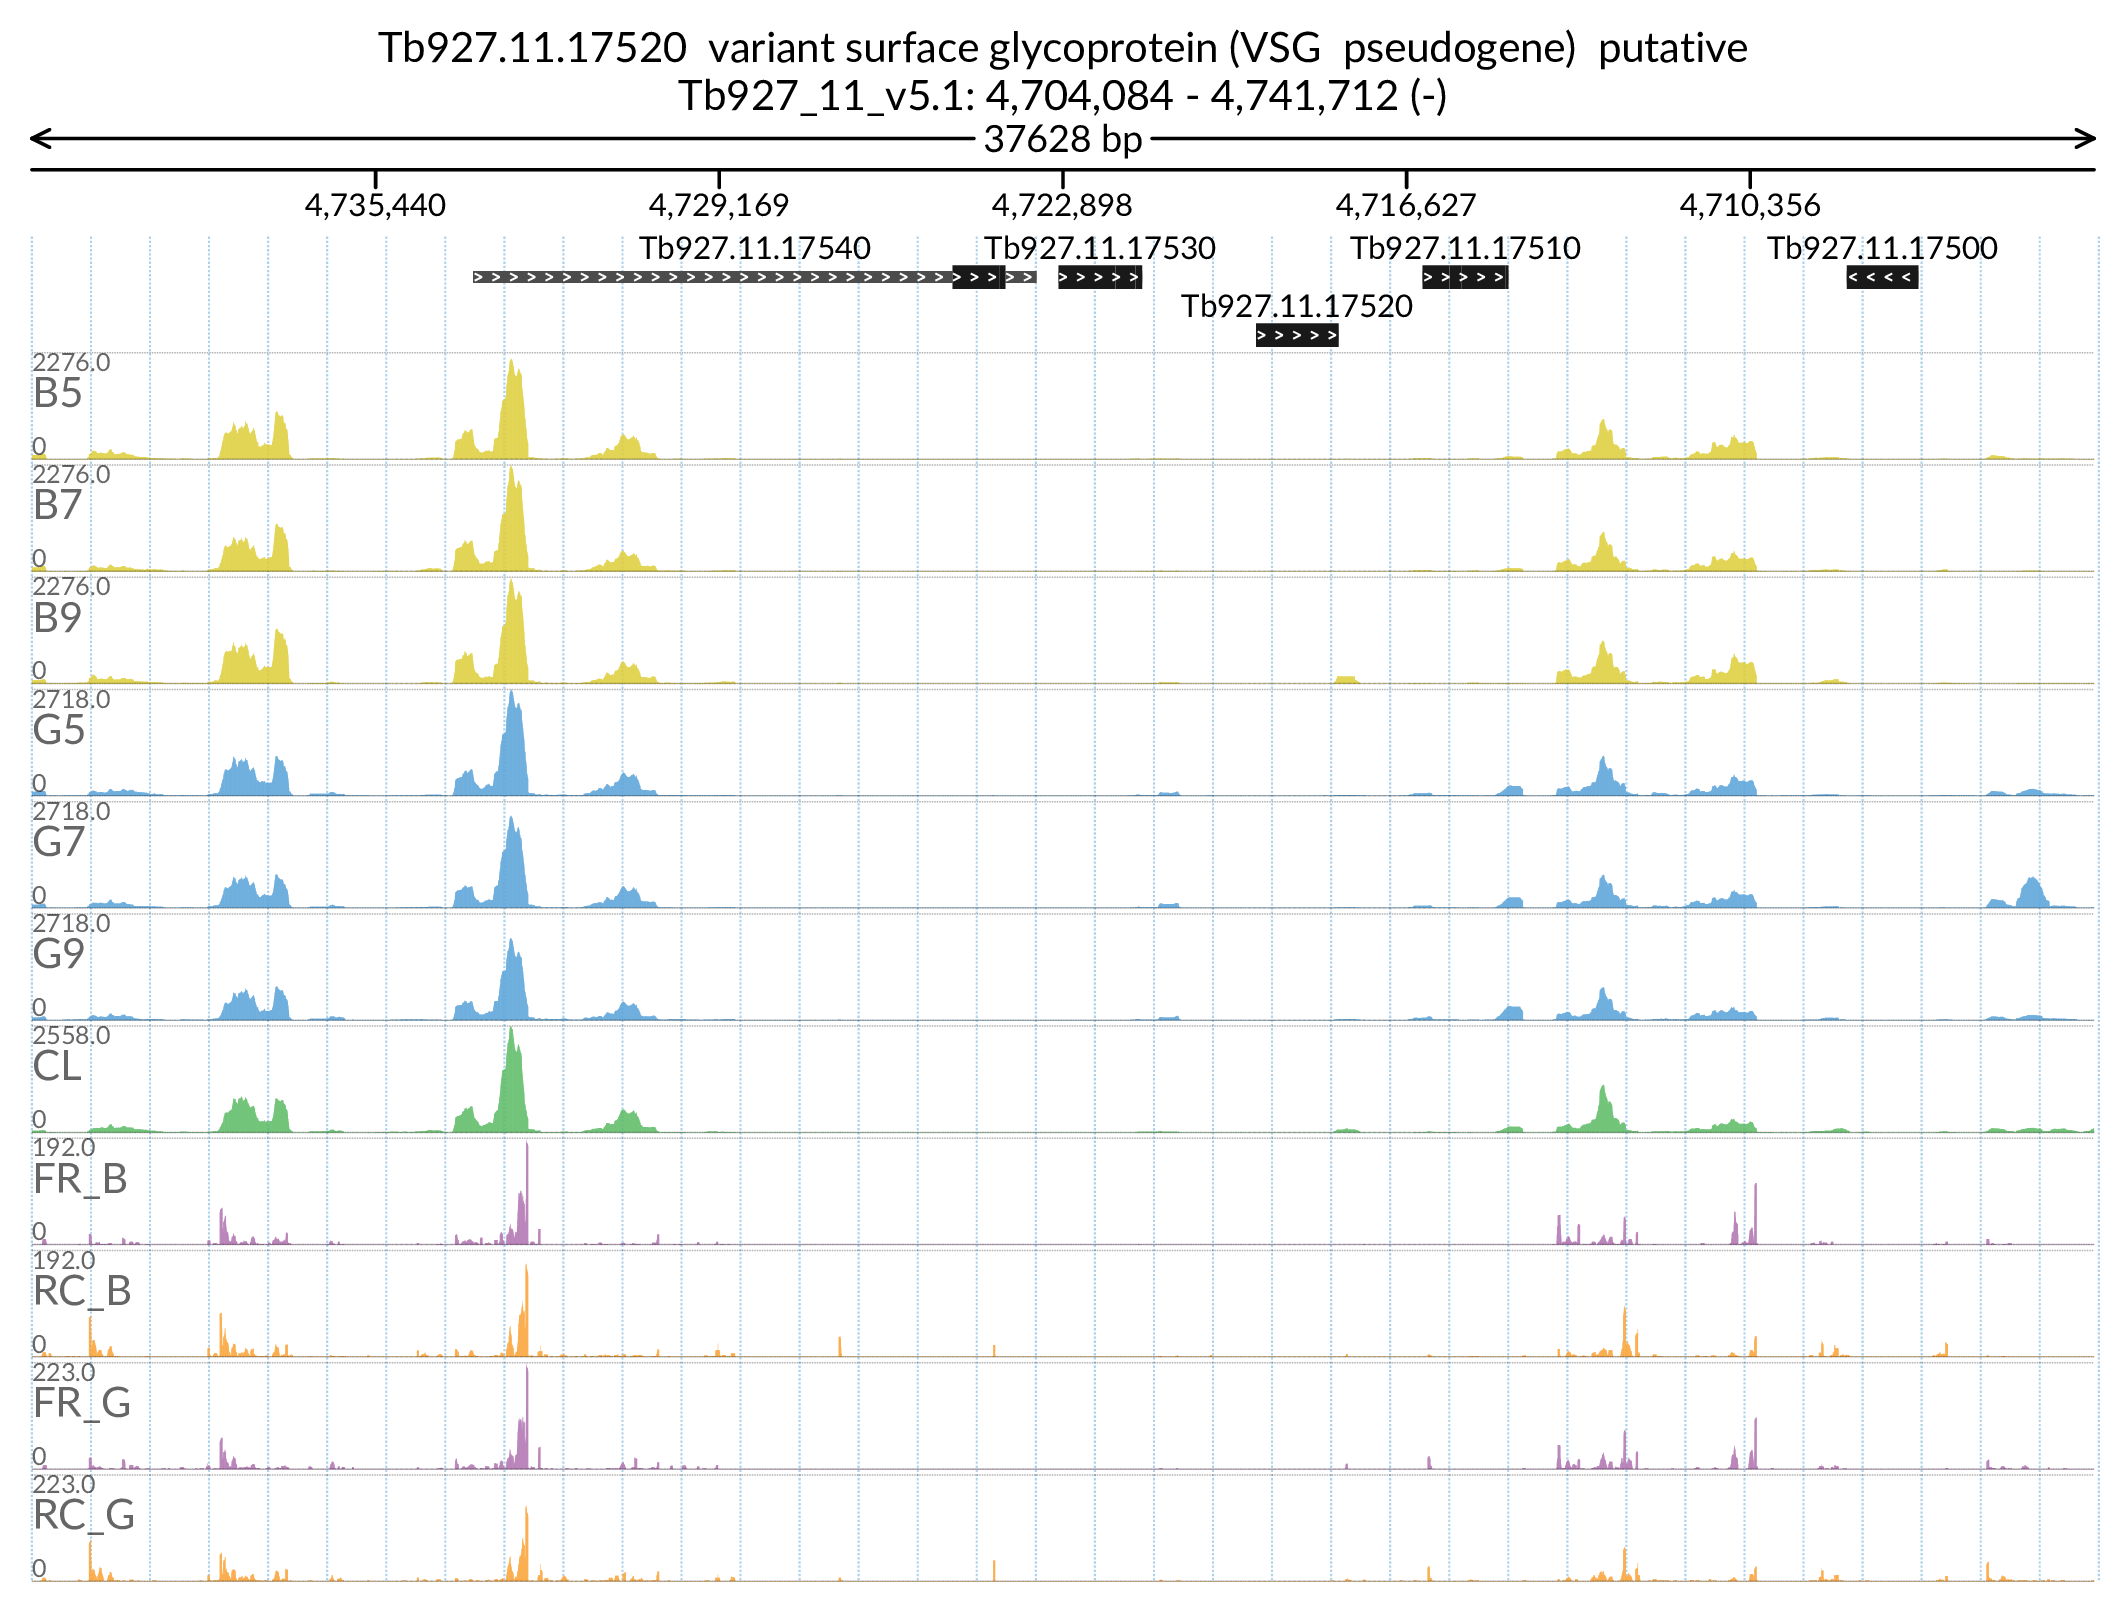 Tb927.11.17520 variant surface glycoprotein (VSG pseudogene) putative
Tb927_11_v5.1: 4,704,084 - 4,741,712 (-)
37628 bp
4,735,440 4,729,169 4,722,898 4,716,627 4,710,356
Tb927.11.17540 Tb927.11.17530 Tb927.11.17510 Tb927.11.17500
Tb927.11.17520
2276.0
B5
0
2276.0
B7
0
2276.0
B9
0
2718.0
G5
0
2718.0
G7
0
2718.0
G9
0
2558.0
CL
0
192.0
FR_B
0
192.0
RC_B
0
223.0
FR_G
0
223.0
RC_G
0